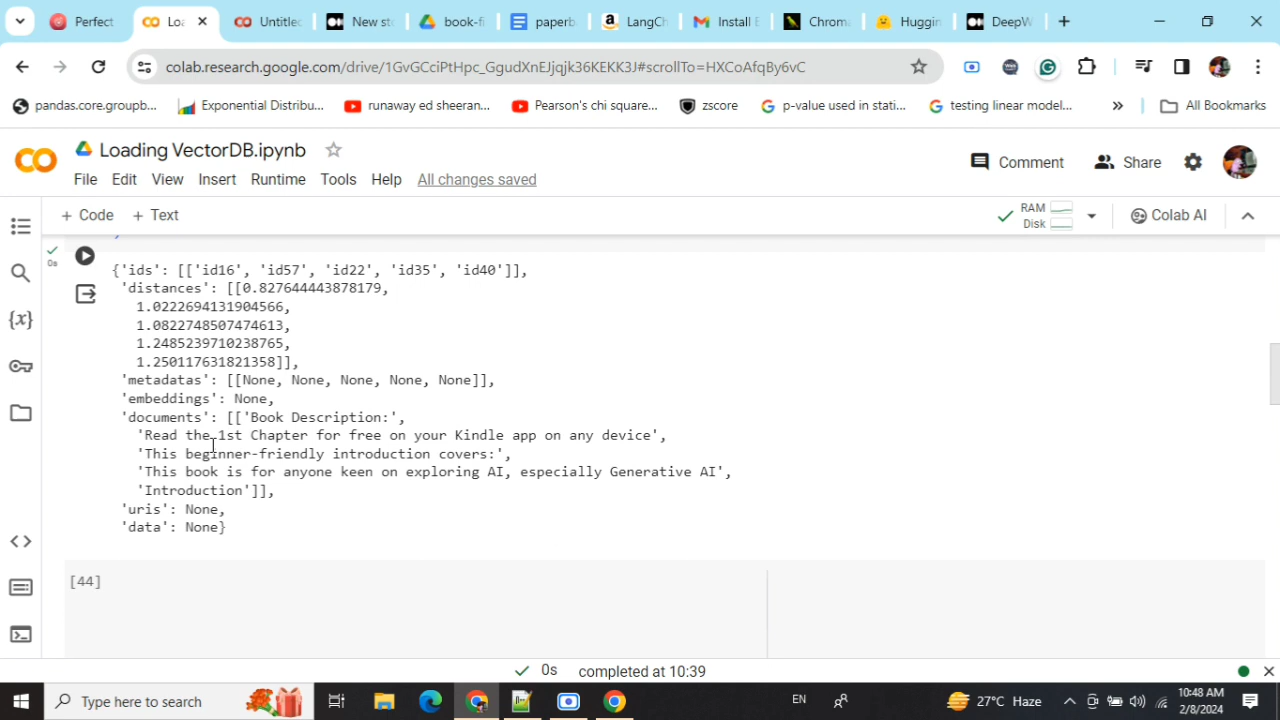 Perfect
Loa
Untitled
New st
book-fi
paperb
LangCh
Install E
Chroma
Huggin
DeepW
colab.research.google.com/drive/1GvGCciPtHpc_GgudXnEJjqjk36KEKK3J#scrollTo=HXCoAfqBy6vC
pandas.core.groupb...
Exponential Distribu...
runaway ed sheeran...
Pearson's chi square...
zscore
p-value used in stati...
testing linear model...
»
All Bookmarks
Loading VectorDB.ipynb
Comment
Share
File Edit View Insert Runtime Tools Help All changes saved
+ Code + Text
RAM
Disk
Colab AI
0s
{'ids': [['id16', 'id57', 'id22', 'id35', 'id40']],
'distances': [[0.827644443878179,
1.0222694131904566,
1.0822748507474613,
1.2485239710238765,
1.250117631821358]],
'metadatas': [[None, None, None, None, None]],
'embeddings': None,
'documents': [['Book Description:',
'Read the 1st Chapter for free on your Kindle app on any device',
'This beginner-friendly introduction covers:',
'This book is for anyone keen on exploring AI, especially Generative AI',
'Introduction']],
'uris': None,
'data': None}
[44]
0s completed at 10:39
Type here to search
EN
27°C Haze
10:48 AM
2/8/2024